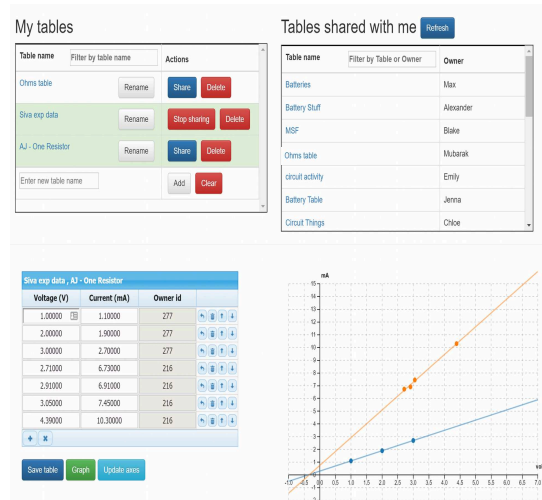 My tables
Table name Filter by table name Actions
Ohms table Rename Share Delete
Siva exp data Rename Stop sharing Delete
AJ - One Resistor Rename Share Delete
Enter new table name Add Clear
Tables shared with me Refresh
Table name Filter by Table or Owner Owner
Batteries Max
Battery Stuff Alexander
MSF Blake
Ohms table Mubarak
circuit activity Emily
Battery Table Jenna
Circuit Things Chloe
Siva exp data , AJ - One Resistor
Voltage (V) Current (mA) Owner id
1.00000 1.10000 277
2.00000 1.90000 277
3.00000 2.70000 277
2.71000 6.73000 216
2.91000 6.91000 216
3.05000 7.45000 216
4.39000 10.30000 216
Save table Graph Update axes
mA
15
14
13
12
11
10
9
8
7
6
5
4
3
2
1
-1.0 -0.5 0.5 1.0 1.5 2.0 2.5 3.0 3.5 4.0 4.5 5.0 5.5 6.0 6.5 7.0
-1